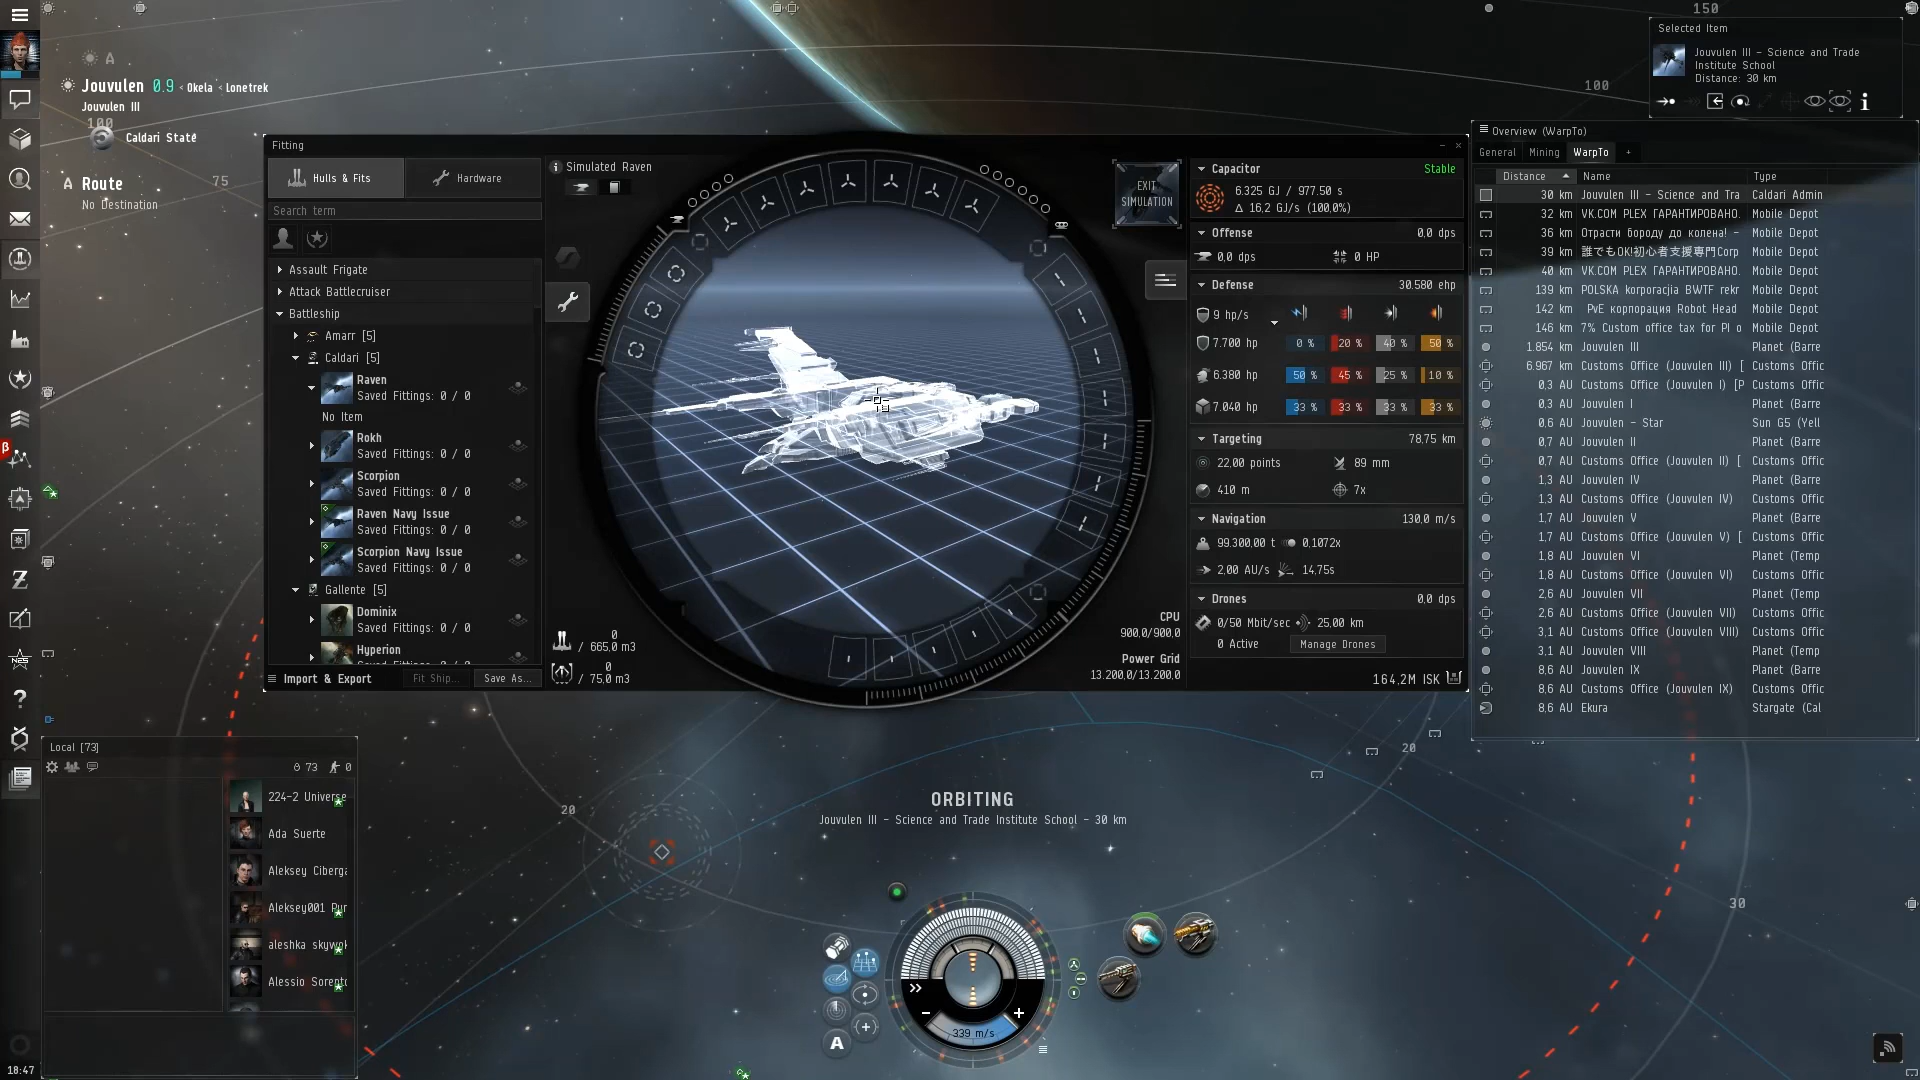 A
Jouvulen 0.9 < Okela < Lonetrek
Jouvulen III
100
Caldari State
A Route
No Destination
75
150
100
Selected Item
Jouvulen III - Science and Trade
Institute School
Distance: 30 km
Fitting
Hulls & Fits
Hardware
Search term
Assault Frigate
Attack Battlecruiser
Battleship
Amarr [5]
Caldari [5]
Raven
Saved Fittings: 0 / 0
No Item
Rokh
Saved Fittings: 0 / 0
Scorpion
Saved Fittings: 0 / 0
Raven Navy Issue
Saved Fittings: 0 / 0
Scorpion Navy Issue
Saved Fittings: 0 / 0
Gallente [5]
Dominix
Saved Fittings: 0 / 0
Hyperion
Import & Export
Fit Ship...
Save As...
Simulated Raven
EXIT
SIMULATION
0
/ 665,0 m3
0
/ 75,0 m3
CPU
900,0/900,0
Power Grid
13.200,0/13.200,0
Capacitor Stable
6.325 GJ / 977.50 s
Δ 16,2 GJ/s (100,0%)
Offense 0,0 dps
0,0 dps 0 HP
Defense 30.580 ehp
9 hp/s
7.700 hp 0 % 20 % 40 % 50 %
6.380 hp 50 % 45 % 25 % 10 %
7.040 hp 33 % 33 % 33 % 33 %
Targeting 78,75 km
22,00 points 89 mm
410 m 7x
Navigation 130,0 m/s
99.300,00 t 0,1072x
2,00 AU/s 14,75s
Drones 0,0 dps
0/50 Mbit/sec 25,00 km
0 Active Manage Drones
164,2M ISK
Overview (WarpTo)
General Mining WarpTo +
Distance Name Type
30 km Jouvulen III - Science and Tra Caldari Admin
32 km VK.COM PLEX ГАРАНТИРОВАНО. Mobile Depot
36 km Отрасти бороду до колена! - Mobile Depot
39 km 誰でもOK!初心者支援専門Corp Mobile Depot
40 km VK.COM PLEX ГАРАНТИРОВАНО. Mobile Depot
139 km POLSKA korporacjia BWTF rekr Mobile Depot
142 km PvE корпорация Robot Head Mobile Depot
146 km 7% Custom office tax for PI o Mobile Depot
1.854 km Jouvulen III Planet (Barre
6.967 km Customs Office (Jouvulen III) [ Customs Offic
0,3 AU Customs Office (Jouvulen I) [P Customs Offic
0,3 AU Jouvulen I Planet (Barre
0,6 AU Jouvulen - Star Sun G5 (Yell
0,7 AU Jouvulen II Planet (Barre
0,7 AU Customs Office (Jouvulen II) [ Customs Offic
1,3 AU Jouvulen IV Planet (Barre
1,3 AU Customs Office (Jouvulen IV) Customs Offic
1,7 AU Jouvulen V Planet (Barre
1,7 AU Customs Office (Jouvulen V) [ Customs Offic
1,8 AU Jouvulen VI Planet (Temp
1,8 AU Customs Office (Jouvulen VI) Customs Offic
2,6 AU Jouvulen VII Planet (Temp
2,6 AU Customs Office (Jouvulen VII) Customs Offic
3,1 AU Customs Office (Jouvulen VIII) Customs Offic
3,1 AU Jouvulen VIII Planet (Temp
8,6 AU Jouvulen IX Planet (Barre
8,6 AU Customs Office (Jouvulen IX) Customs Offic
8,6 AU Ekura Stargate (Cal
β
NES
Local [73]
73 0
224-2 Universe
Ada Suerte
Aleksey Ciberga
Aleksey001 Pur
aleshka skywo
Alessio Sorento
20
20
30
ORBITING
Jouvulen III - Science and Trade Institute School - 30 km
339 m/s
A
18:47